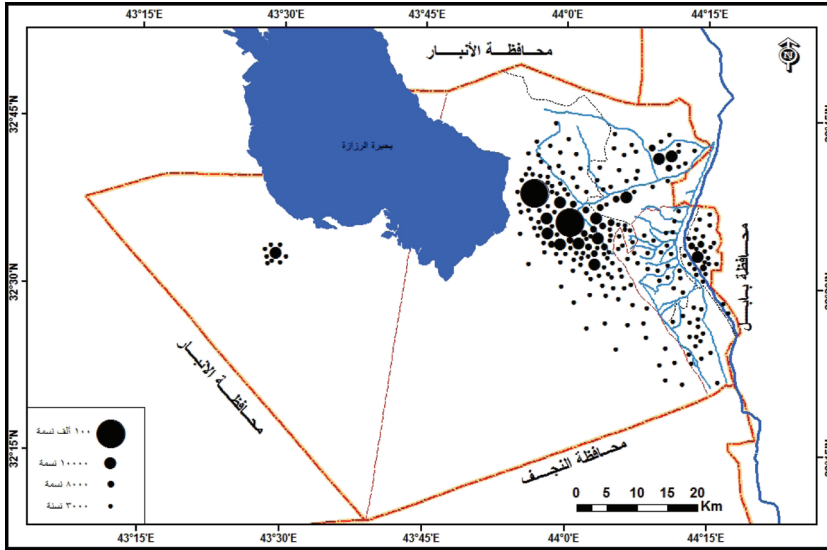 43°15'E 43°30'E 43°45'E 44°0'E 44°15'E
محافظة الأنبار
N
32°45'N
بحيرة الرزازة
32°30'N
محافظة بابل
محافظة الانبار
محافظة النجف
32°15'N
١٠٠ ألف نسمة
١٠٠٠٠ نسمة
٨٠٠٠ نسمة
٣٠٠٠ نسنة
0 5 10 15 20
Km
43°15'E 43°30'E 43°45'E 44°0'E 44°15'E